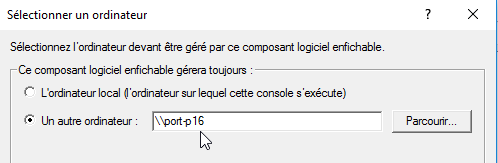 Sélectionner un ordinateur
Sélectionnez l'ordinateur devant être géré par ce composant logiciel enfichable.
Ce composant logiciel enfichable gérera toujours :
L'ordinateur local (l'ordinateur sur lequel cette console s'exécute)
Un autre ordinateur : \\port-p16 Parcourir...